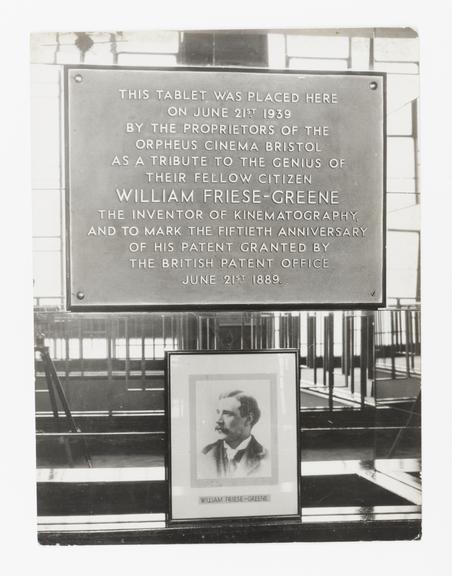 THIS TABLET WAS PLACED HERE
ON JUNE 21ST 1939
BY THE PROPRIETORS OF THE
ORPHEUS CINEMA BRISTOL
AS A TRIBUTE TO THE GENIUS OF
THEIR FELLOW CITIZEN
WILLIAM FRIESE-GREENE
THE INVENTOR OF KINEMATOGRAPHY,
AND TO MARK THE FIFTIETH ANNIVERSARY
OF HIS PATENT GRANTED BY
THE BRITISH PATENT OFFICE
JUNE 21ST 1889.
WILLIAM FRIESE-GREENE